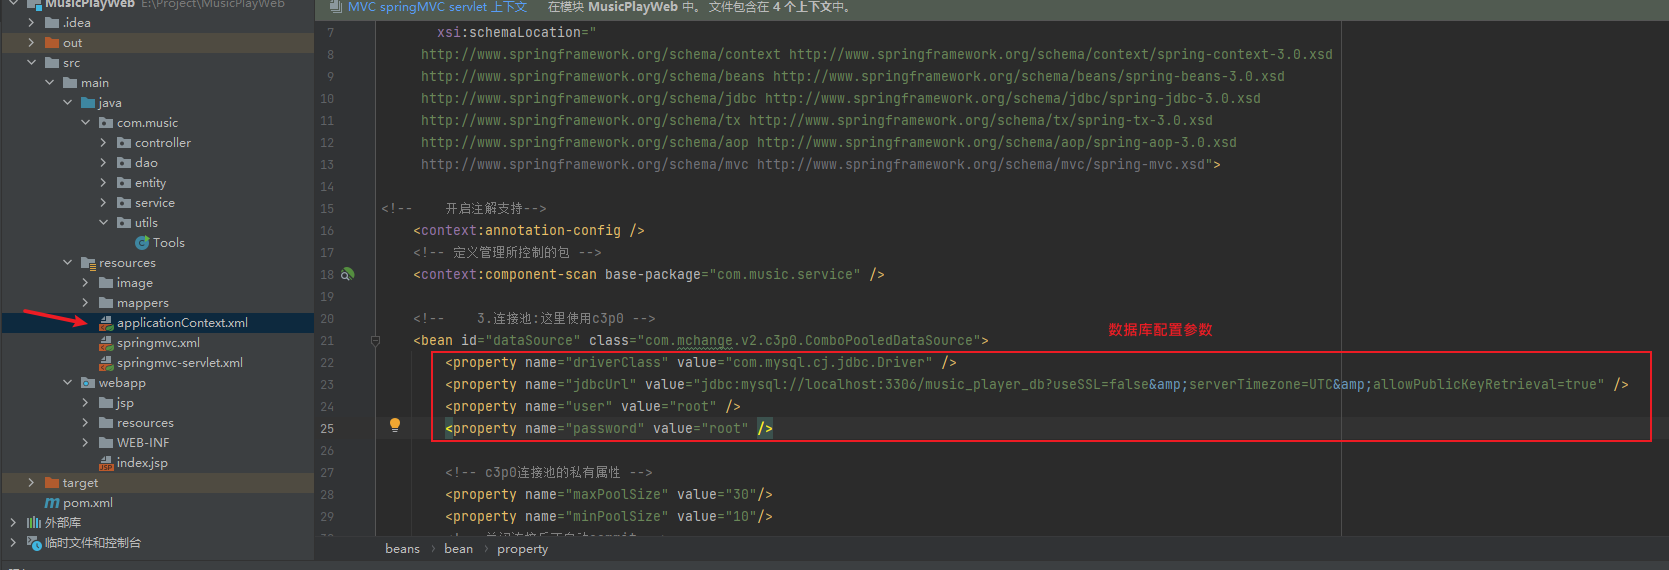 MusicPlayWeb E:\Project\MusicPlayWeb
.idea
out
src
main
java
com.music
controller
dao
entity
service
utils
Tools
resources
image
mappers
applicationContext.xml
springmvc.xml
springmvc-servlet.xml
webapp
jsp
resources
WEB-INF
index.jsp
target
pom.xml
外部库
临时文件和控制台
MVC springMVC servlet 上下文 在模块 MusicPlayWeb 中。 文件包含在 4 个上下文中。
7 xsi:schemaLocation="
8 http://www.springframework.org/schema/context http://www.springframework.org/schema/context/spring-context-3.0.xsd
9 http://www.springframework.org/schema/beans http://www.springframework.org/schema/beans/spring-beans-3.0.xsd
10 http://www.springframework.org/schema/jdbc http://www.springframework.org/schema/jdbc/spring-jdbc-3.0.xsd
11 http://www.springframework.org/schema/tx http://www.springframework.org/schema/tx/spring-tx-3.0.xsd
12 http://www.springframework.org/schema/aop http://www.springframework.org/schema/aop/spring-aop-3.0.xsd
13 http://www.springframework.org/schema/mvc http://www.springframework.org/schema/mvc/spring-mvc.xsd">
14
15 <!-- 开启注解支持-->
16 <context:annotation-config />
17 <!-- 定义管理所控制的包 -->
18 <context:component-scan base-package="com.music.service" />
19
20 <!-- 3.连接池:这里使用c3p0 -->
数据库配置参数
21 <bean id="dataSource" class="com.mchange.v2.c3p0.ComboPooledDataSource">
22 <property name="driverClass" value="com.mysql.cj.jdbc.Driver" />
23 <property name="jdbcUrl" value="jdbc:mysql://localhost:3306/music_player_db?useSSL=false&amp;serverTimezone=UTC&amp;allowPublicKeyRetrieval=true" />
24 <property name="user" value="root" />
25 <property name="password" value="root" />
26
27 <!-- c3p0连接池的私有属性 -->
28 <property name="maxPoolSize" value="30"/>
29 <property name="minPoolSize" value="10"/>
beans › bean › property